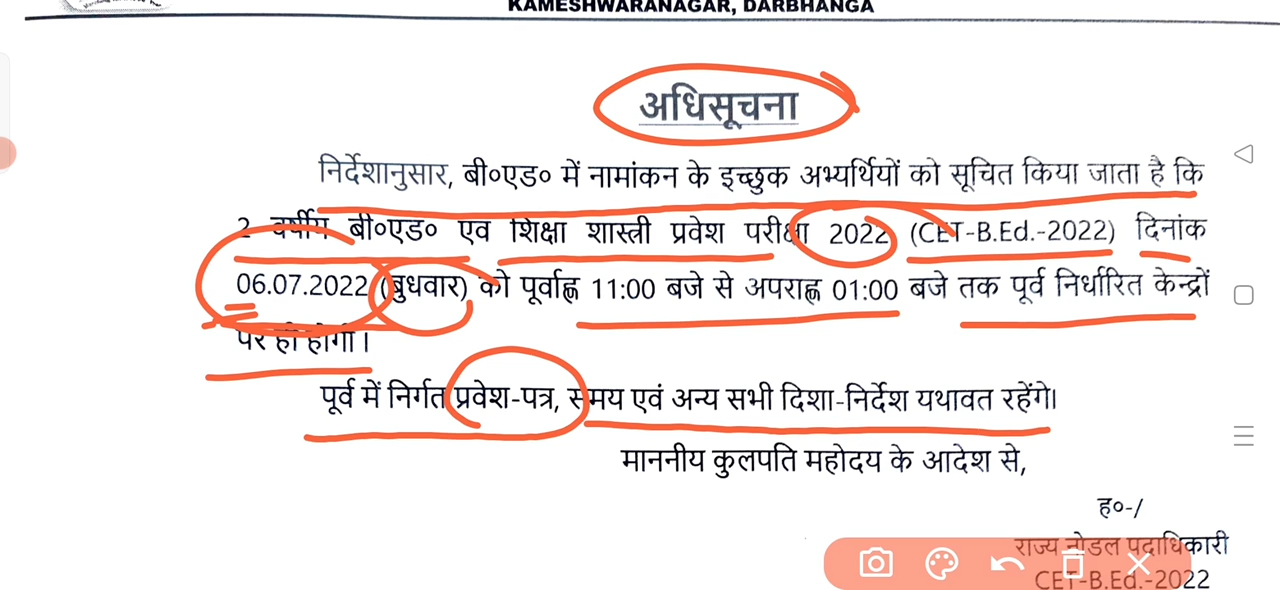 KAMESHWARANAGAR, DARBHANGA
अधिसूचना
निर्देशानुसार, बी०एड० में नामांकन के इच्छुक अभ्यर्थियों को सूचित किया जाता है कि
2 वर्षीय बी०एड० एव शिक्षा शास्त्री प्रवेश परीक्षा 2022 (CET-B.Ed.-2022) दिनांक
06.07.2022 (बुधवार) को पूर्वाह्न 11:00 बजे से अपराह्न 01:00 बजे तक पूर्व निर्धारित केन्द्रों
पर ही होगी।
पूर्व में निर्गत प्रवेश-पत्र, समय एवं अन्य सभी दिशा-निर्देश यथावत रहेंगे।
माननीय कुलपति महोदय के आदेश से,
ह०-/
राज्य नोडल पदाधिकारी
CET-B.Ed.-2022